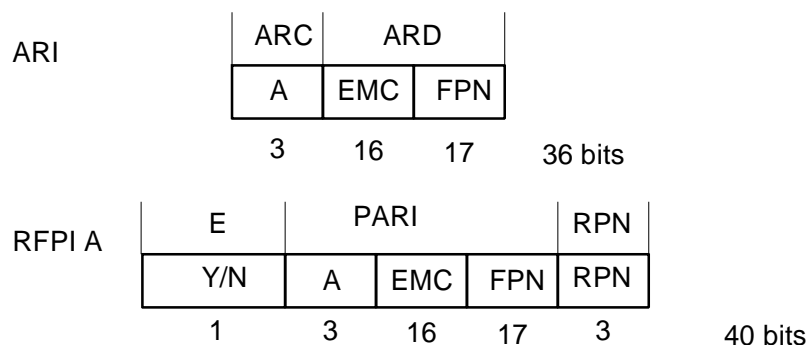 ARC ARD
ARI
A EMC FPN
3 16 17 36 bits
E PARI RPN
RFPI A
Y/N A EMC FPN RPN
1 3 16 17 3 40 bits